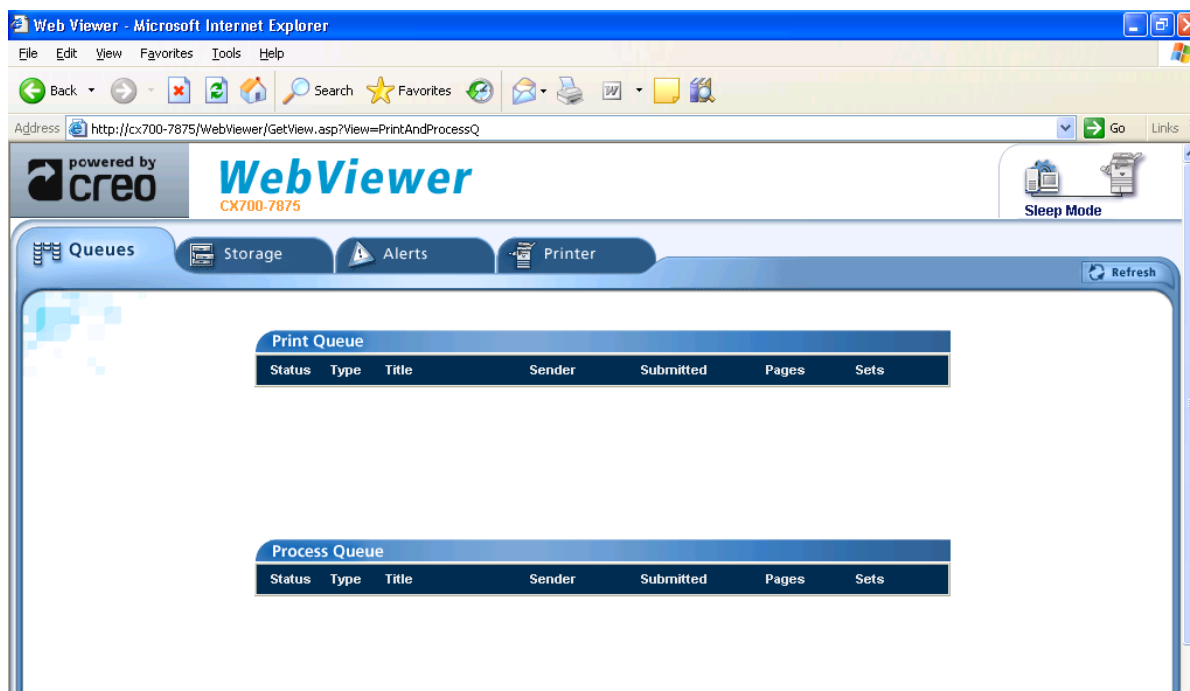 Web Viewer - Microsoft Internet Explorer
File Edit View Favorites Tools Help
Back Search Favorites
Address http://cx700-7875/WebViewer/GetView.asp?View=PrintAndProcessQ Go Links
powered by
creo
WebViewer
CX700-7875
Sleep Mode
Queues Storage Alerts Printer
Refresh
Print Queue
Status Type Title Sender Submitted Pages Sets
Process Queue
Status Type Title Sender Submitted Pages Sets